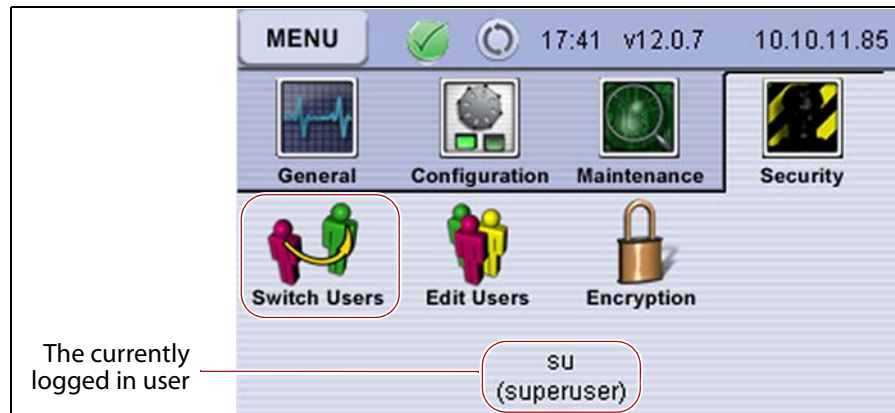 MENU 17:41 v12.0.7 10.10.11.85
General Configuration Maintenance Security
Switch Users Edit Users Encryption
The currently
logged in user
su
(superuser)